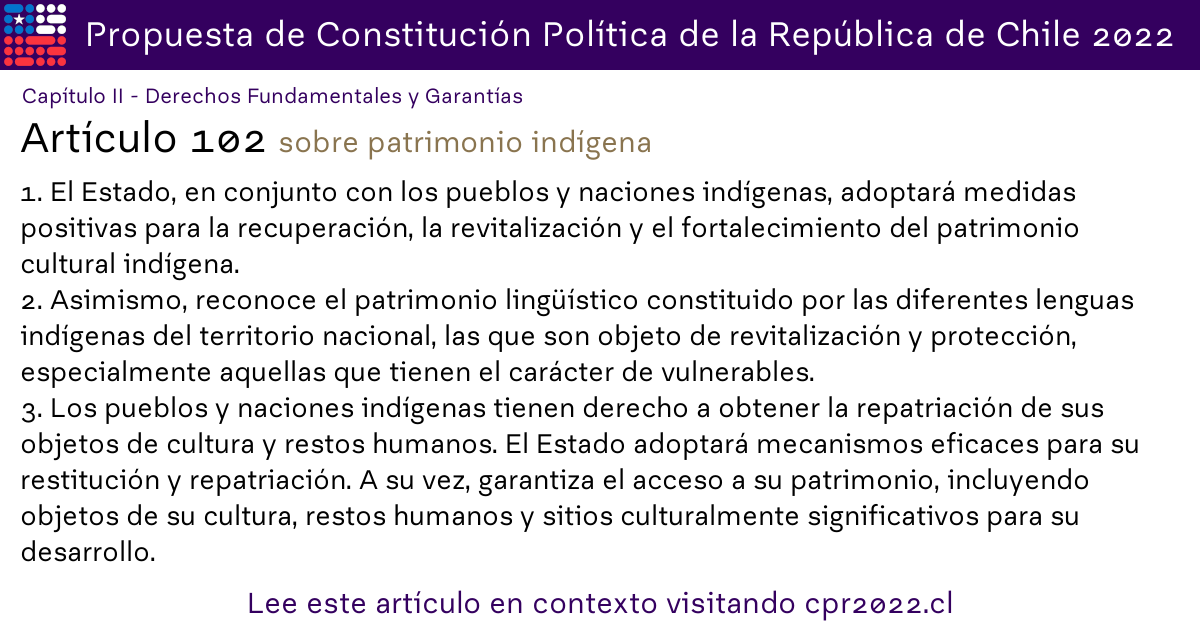 Propuesta de Constitución Política de la República de Chile 2022
Capítulo II - Derechos Fundamentales y Garantías
Artículo 102 sobre patrimonio indígena
1. El Estado, en conjunto con los pueblos y naciones indígenas, adoptará medidas
positivas para la recuperación, la revitalización y el fortalecimiento del patrimonio
cultural indígena.
2. Asimismo, reconoce el patrimonio lingüístico constituido por las diferentes lenguas
indígenas del territorio nacional, las que son objeto de revitalización y protección,
especialmente aquellas que tienen el carácter de vulnerables.
3. Los pueblos y naciones indígenas tienen derecho a obtener la repatriación de sus
objetos de cultura y restos humanos. El Estado adoptará mecanismos eficaces para su
restitución y repatriación. A su vez, garantiza el acceso a su patrimonio, incluyendo
objetos de su cultura, restos humanos y sitios culturalmente significativos para su
desarrollo.
Lee este artículo en contexto visitando cpr2022.cl